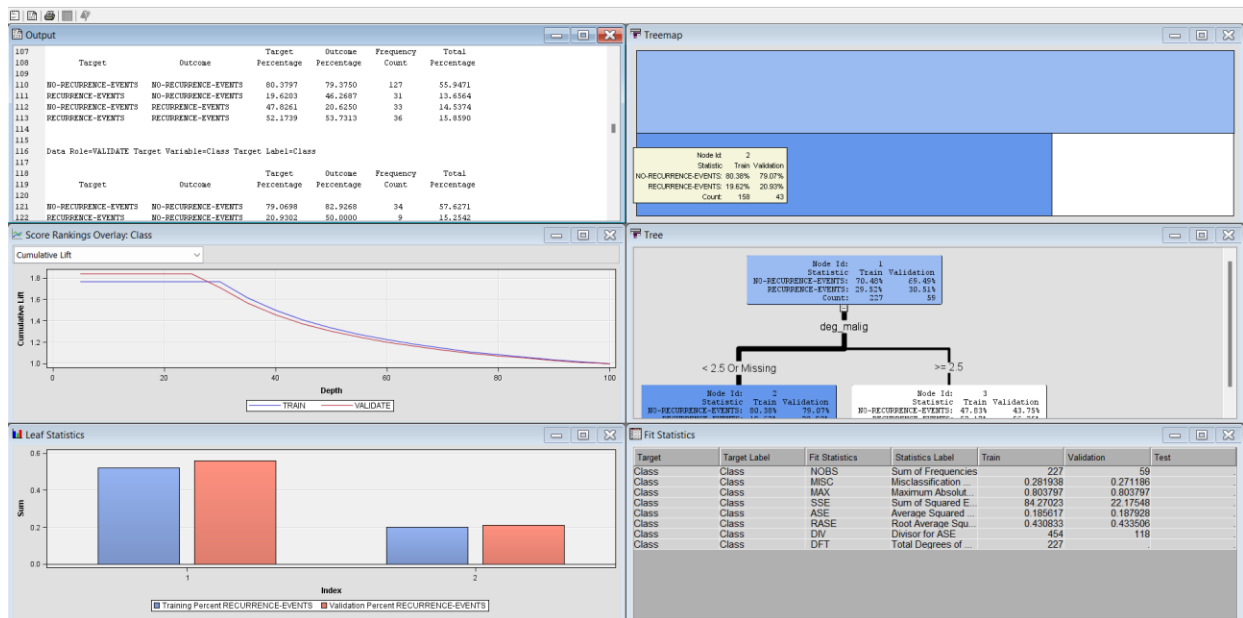 Output
107 Target Outcome Frequency Total
108 Target Outcome Percentage Percentage Count Percentage
109
110 NO-RECURRENCE-EVENTS NO-RECURRENCE-EVENTS 80.3797 79.3750 127 55.9471
111 RECURRENCE-EVENTS NO-RECURRENCE-EVENTS 19.6203 46.2687 31 13.6564
112 NO-RECURRENCE-EVENTS RECURRENCE-EVENTS 47.8261 20.6250 33 14.5374
113 RECURRENCE-EVENTS RECURRENCE-EVENTS 52.1739 53.7313 36 15.8590
114
115
116 Data Role=VALIDATE Target Variable=Class Target Label=Class
117
118 Target Outcome Frequency Total
119 Target Outcome Percentage Percentage Count Percentage
120
121 NO-RECURRENCE-EVENTS NO-RECURRENCE-EVENTS 79.0698 82.9268 34 57.6271
122 RECURRENCE-EVENTS NO-RECURRENCE-EVENTS 20.9302 50.0000 9 15.2542
Treemap
Node Id: 2
Statistic Train Validation
NO-RECURRENCE-EVENTS: 80.38% 79.07%
RECURRENCE-EVENTS: 19.62% 20.93%
Count: 158 43
Score Rankings Overlay: Class
Cumulative Lift
Cumulative Lift
1.8
1.6
1.4
1.2
1.0
0 20 40 60 80 100
Depth
TRAIN VALIDATE
Tree
Node Id: 1
Statistic Train Validation
NO-RECURRENCE-EVENTS: 70.48% 69.49%
RECURRENCE-EVENTS: 29.52% 30.51%
Count: 227 59
deg_malig
< 2.5 Or Missing >= 2.5
Node Id: 2
Statistic Train Validation
NO-RECURRENCE-EVENTS: 80.38% 79.07%
Node Id: 3
Statistic Train Validation
NO-RECURRENCE-EVENTS: 47.83% 43.75%
Leaf Statistics
Sum
0.6
0.4
0.2
0.0
1 2
Index
Training Percent RECURRENCE-EVENTS Validation Percent RECURRENCE-EVENTS
Fit Statistics
Target Target Label Fit Statistics Statistics Label Train Validation Test
Class Class NOBS Sum of Frequencies 227 59 .
Class Class MISC Misclassification ... 0.281938 0.271186 .
Class Class MAX Maximum Absolut... 0.803797 0.803797 .
Class Class SSE Sum of Squared E... 84.27023 22.17548 .
Class Class ASE Average Squared ... 0.185617 0.187928 .
Class Class RASE Root Average Squ... 0.430833 0.433506 .
Class Class DIV Divisor for ASE 454 118 .
Class Class DFT Total Degrees of ... 227 . .